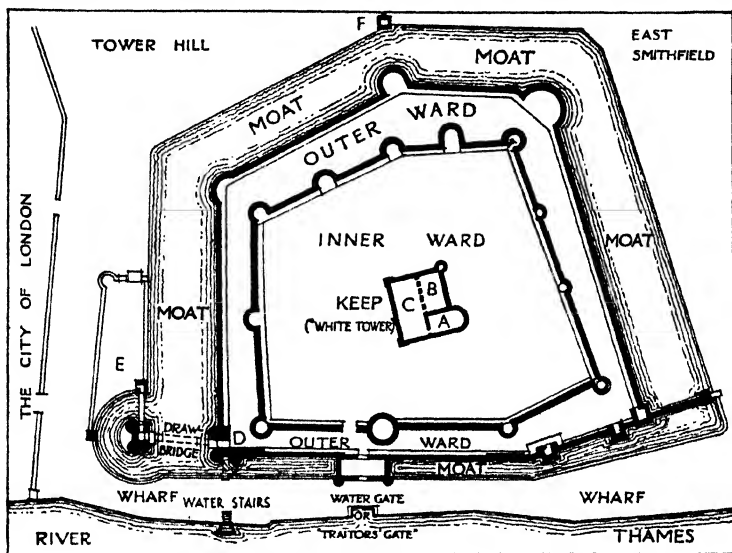 F
TOWER HILL
MOAT
EAST
SMITHFIELD
MOAT
OUTER WARD
INNER WARD
MOAT
KEEP
("WHITE TOWER)
B
C
A
MOAT
THE CITY OF LONDON
E
DRAW-
BRIDGE
D
OUTER WARD
MOAT
WHARF
WATER STAIRS
WATER GATE
OR
"TRAITORS' GATE"
WHARF
RIVER
THAMES